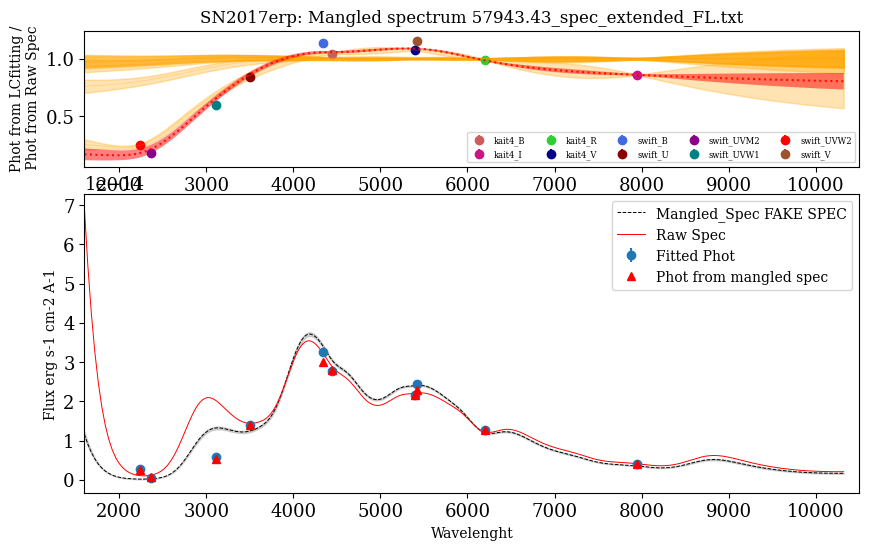 SN2017erp: Mangled spectrum 57943.43_spec_extended_FL.txt
Phot from LCfitting /
Phot from Raw Spec
1.0
0.5
kait4_B kait4_R swift_B swift_UVM2 swift_UVW2
kait4_I kait4_V swift_U swift_UVW1 swift_V
2000 3000 4000 5000 6000 7000 8000 9000 10000
1e−14
Flux erg s-1 cm-2 A-1
7
6
5
4
3
2
1
0
Mangled_Spec FAKE SPEC
Raw Spec
Fitted Phot
Phot from mangled spec
2000 3000 4000 5000 6000 7000 8000 9000 10000
Wavelenght